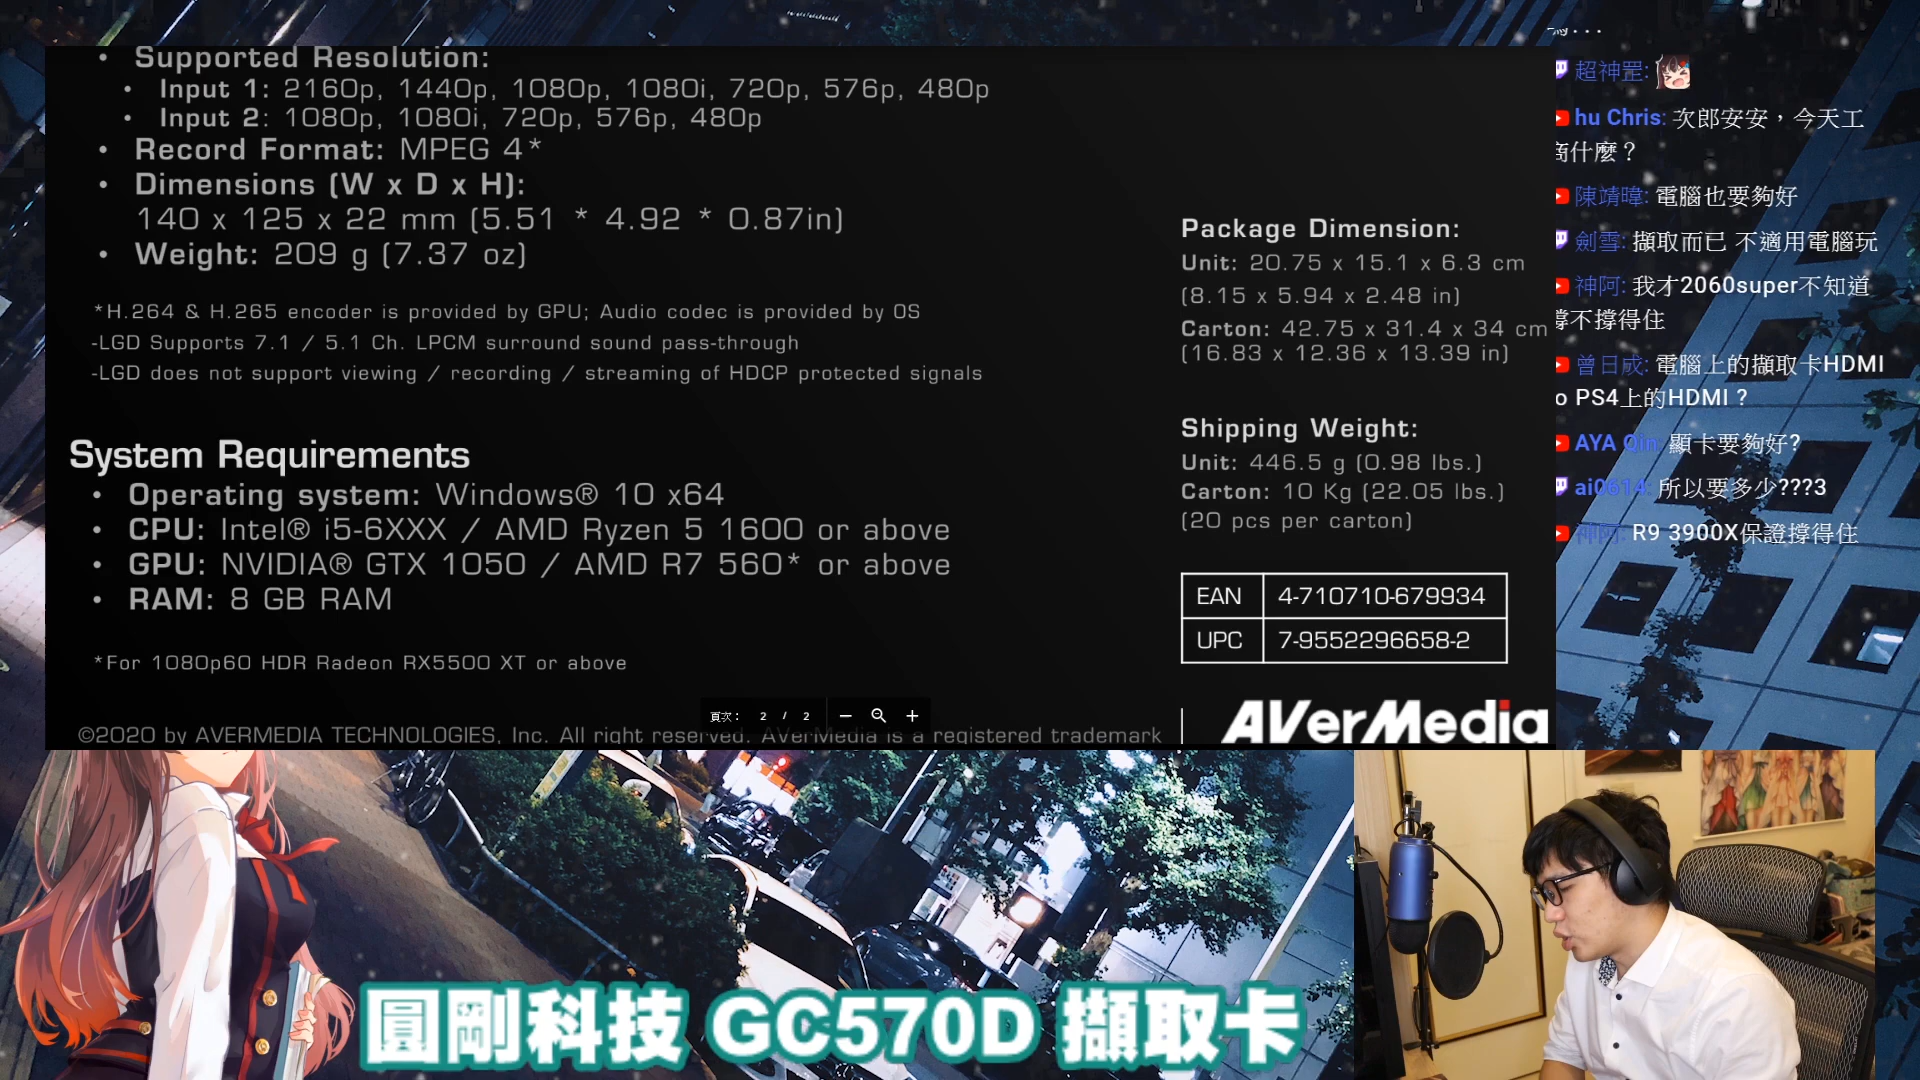 • Supported Resolution:
• Input 1: 2160p, 1440p, 1080p, 1080i, 720p, 576p, 480p
• Input 2: 1080p, 1080i, 720p, 576p, 480p
• Record Format: MPEG 4*
• Dimensions (W x D x H):
140 x 125 x 22 mm (5.51 * 4.92 * 0.87in)
• Weight: 209 g (7.37 oz)
*H.264 & H.265 encoder is provided by GPU; Audio codec is provided by OS
-LGD Supports 7.1 / 5.1 Ch. LPCM surround sound pass-through
-LGD does not support viewing / recording / streaming of HDCP protected signals
System Requirements
• Operating system: Windows® 10 x64
• CPU: Intel® i5-6XXX / AMD Ryzen 5 1600 or above
• GPU: NVIDIA® GTX 1050 / AMD R7 560* or above
• RAM: 8 GB RAM
*For 1080p60 HDR Radeon RX5500 XT or above
©2020 by AVERMEDIA TECHNOLOGIES, Inc. All right reserved. AVerMedia is a registered trademark
頁次： 2 / 2
Package Dimension:
Unit: 20.75 x 15.1 x 6.3 cm
(8.15 x 5.94 x 2.48 in)
Carton: 42.75 x 31.4 x 34 cm
(16.83 x 12.36 x 13.39 in)
Shipping Weight:
Unit: 446.5 g (0.98 lbs.)
Carton: 10 Kg (22.05 lbs.)
(20 pcs per carton)
EAN 4-710710-679934
UPC 7-9552296658-2
AVerMedia
超神罡:
hu Chris: 次郎安安，今天工
商什麼？
陳靖暐: 電腦也要夠好
劍雪: 擷取而已 不適用電腦玩
神阿: 我才2060super不知道
撐不撐得住
曾日成: 電腦上的擷取卡HDMI
o PS4上的HDMI ?
AYA Qin: 顯卡要夠好?
ai0614: 所以要多少???3
神阿: R9 3900X保證撐得住
圓剛科技 GC570D 擷取卡